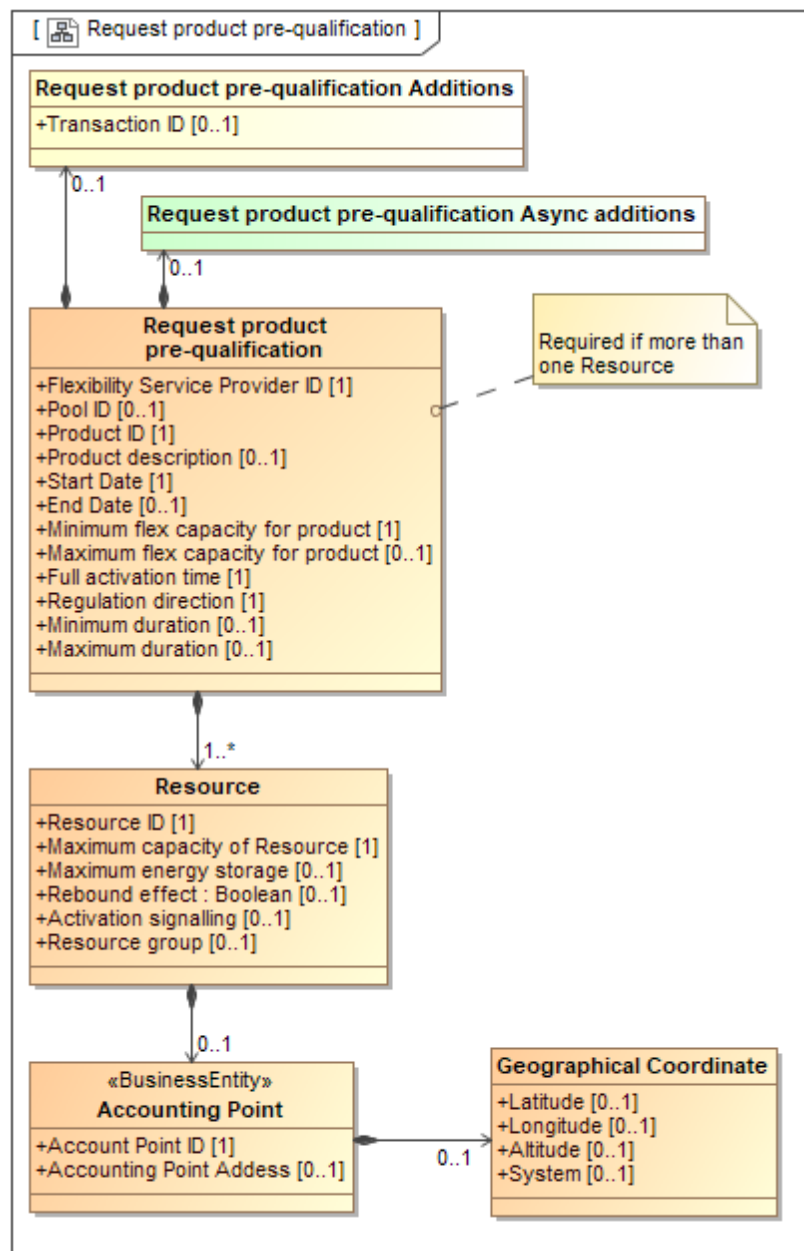 [ Request product pre-qualification ]
Request product pre-qualification Additions
+Transaction ID [0..1]
0..1
Request product pre-qualification Async additions
0..1
Request product
pre-qualification
+Flexibility Service Provider ID [1]
+Pool ID [0..1]
+Product ID [1]
+Product description [0..1]
+Start Date [1]
+End Date [0..1]
+Minimum flex capacity for product [1]
+Maximum flex capacity for product [0..1]
+Full activation time [1]
+Regulation direction [1]
+Minimum duration [0..1]
+Maximum duration [0..1]
Required if more than
one Resource
1..*
Resource
+Resource ID [1]
+Maximum capacity of Resource [1]
+Maximum energy storage [0..1]
+Rebound effect : Boolean [0..1]
+Activation signalling [0..1]
+Resource group [0..1]
0..1
«BusinessEntity»
Accounting Point
+Account Point ID [1]
+Accounting Point Addess [0..1]
0..1
Geographical Coordinate
+Latitude [0..1]
+Longitude [0..1]
+Altitude [0..1]
+System [0..1]